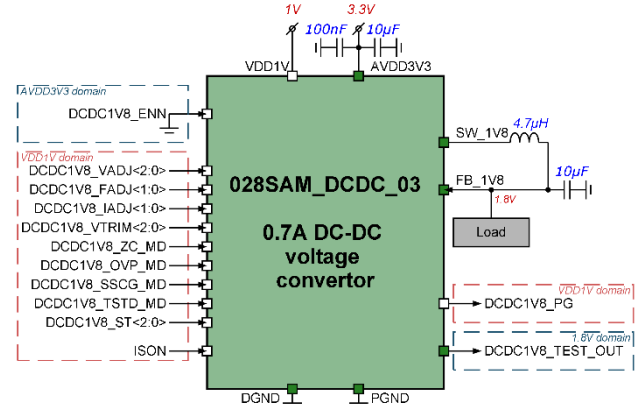 1V
3.3V
100nF
10µF
VDD1V
AVDD3V3
AVDD3V3 domain
DCDC1V8_ENN
VDD1V domain
DCDC1V8_VADJ<2:0>
DCDC1V8_FADJ<1:0>
DCDC1V8_IADJ<1:0>
DCDC1V8_VTRIM<2:0>
DCDC1V8_ZC_MD
DCDC1V8_OVP_MD
DCDC1V8_SSCG_MD
DCDC1V8_TSTD_MD
DCDC1V8_ST<2:0>
ISON
028SAM_DCDC_03
0.7A DC-DC
voltage
convertor
4.7µH
SW_1V8
FB_1V8
10µF
1.8V
Load
VDD1V domain
DCDC1V8_PG
1.8V domain
DCDC1V8_TEST_OUT
DGND
PGND